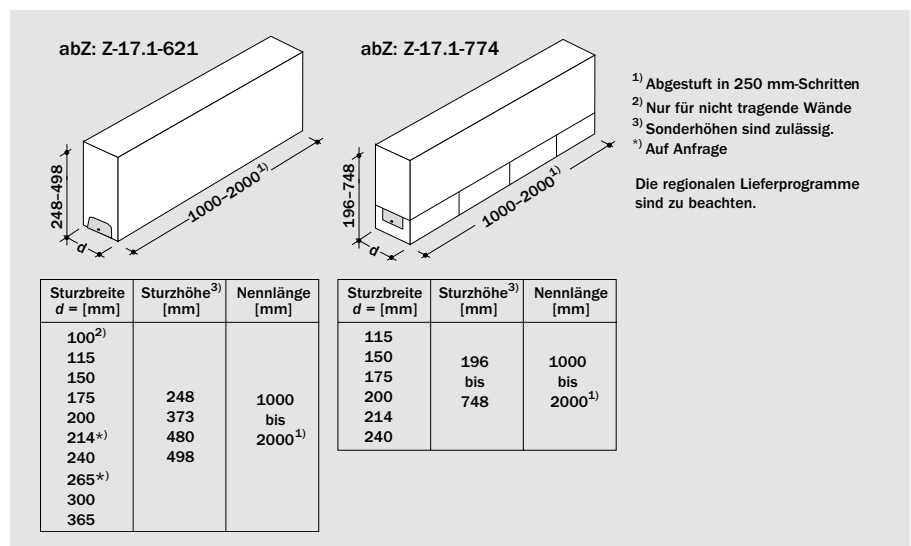 abZ: Z-17.1-621
248–498
d
1000–2000¹⁾
abZ: Z-17.1-774
196–748
d
1000–2000¹⁾
¹⁾ Abgestuft in 250 mm-Schritten
²⁾ Nur für nicht tragende Wände
³⁾ Sonderhöhen sind zulässig.
*⁾ Auf Anfrage
Die regionalen Lieferprogramme
sind zu beachten.
Sturzbreite Sturzhöhe³⁾ Nennlänge
d = [mm] [mm] [mm]
100²⁾
115
150
175 248 1000
200 373 bis
214*⁾ 480 2000¹⁾
240 498
265*⁾
300
365
Sturzbreite Sturzhöhe³⁾ Nennlänge
d = [mm] [mm] [mm]
115
150 196 1000
175 bis bis
200 748 2000¹⁾
214
240